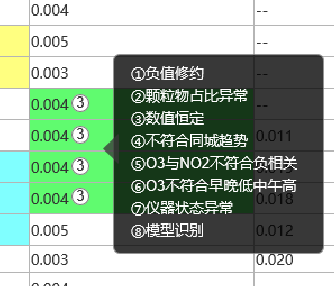 0.004 --
0.005 --
0.003
①负值修约
0.004 ③ --
②颗粒物占比异常
③数值恒定
0.004 ③ 0.011
④不符合同城趋势
0.004 ③
⑤O3与NO2不符合负相关
⑥O3不符合早晚低中午高
0.004 ③ 0.018
⑦仪器状态异常
0.005 0.012
⑧模型识别
0.003 0.020